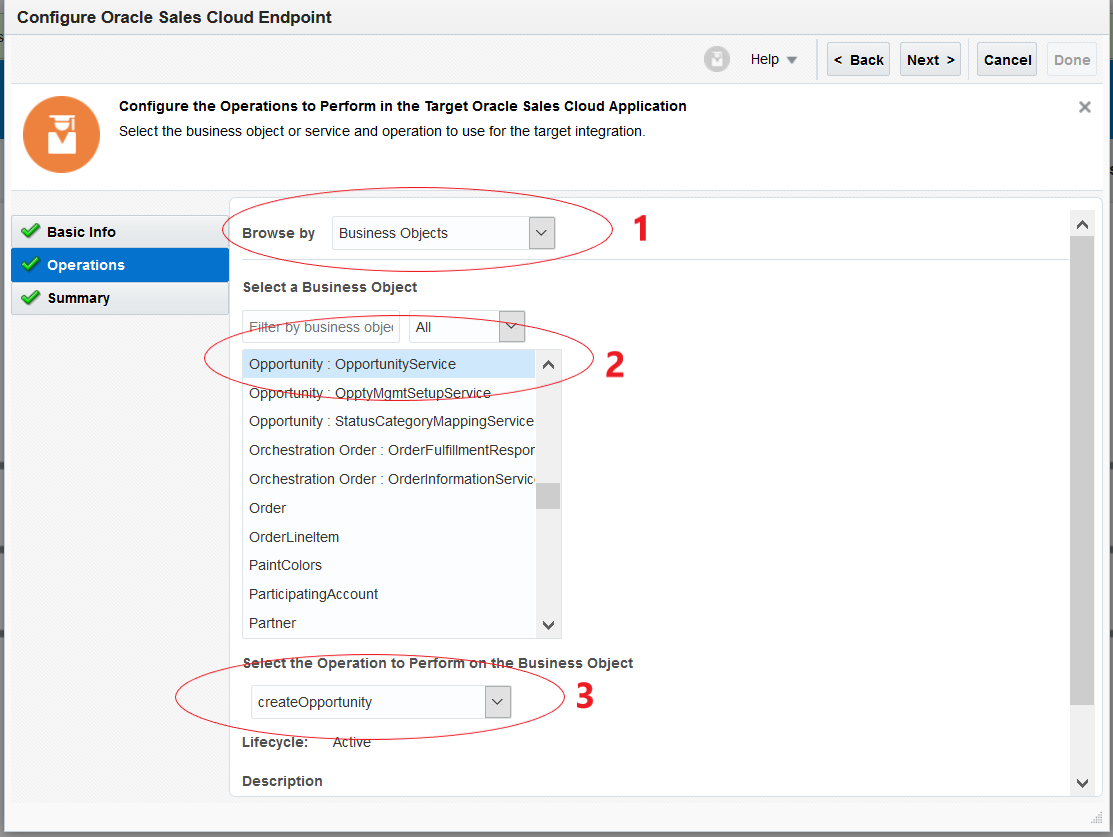 Configure Oracle Sales Cloud Endpoint
Help
< Back
Next >
Cancel
Done
Configure the Operations to Perform in the Target Oracle Sales Cloud Application
Select the business object or service and operation to use for the target integration.
Basic Info
Operations
Summary
Browse by Business Objects 1
Select a Business Object
Filter by business objec All
2
Opportunity : OpportunityService
Opportunity : OpptyMgmtSetupService
Opportunity : StatusCategoryMappingService
Orchestration Order : OrderFulfillmentRespor
Orchestration Order : OrderInformationServic
Order
OrderLineItem
PaintColors
ParticipatingAccount
Partner
Select the Operation to Perform on the Business Object
createOpportunity 3
Lifecycle: Active
Description